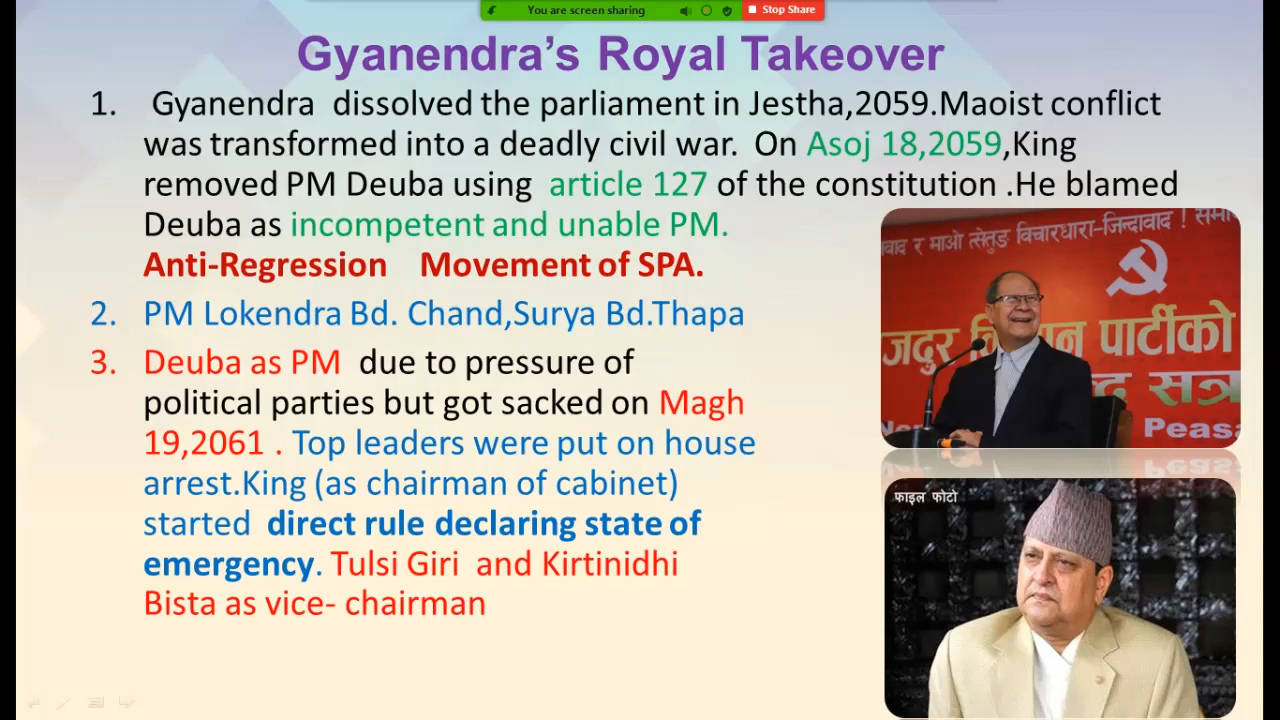 You are screen sharing
Stop Share
Gyanendra's Royal Takeover
1. Gyanendra dissolved the parliament in Jestha,2059.Maoist conflict
was transformed into a deadly civil war. On Asoj 18,2059,King
removed PM Deuba using article 127 of the constitution .He blamed
Deuba as incompetent and unable PM.
Anti-Regression Movement of SPA.
2. PM Lokendra Bd. Chand,Surya Bd.Thapa
3. Deuba as PM due to pressure of
political parties but got sacked on Magh
19,2061 . Top leaders were put on house
arrest.King (as chairman of cabinet)
started direct rule declaring state of
emergency. Tulsi Giri and Kirtinidhi
Bista as vice- chairman
वाद र माओ त्सेतुङ विचारधारा-जिन्दावाद !
जदुर किसान पार्टीको
सत्र
Peasa
फाइल फोटो